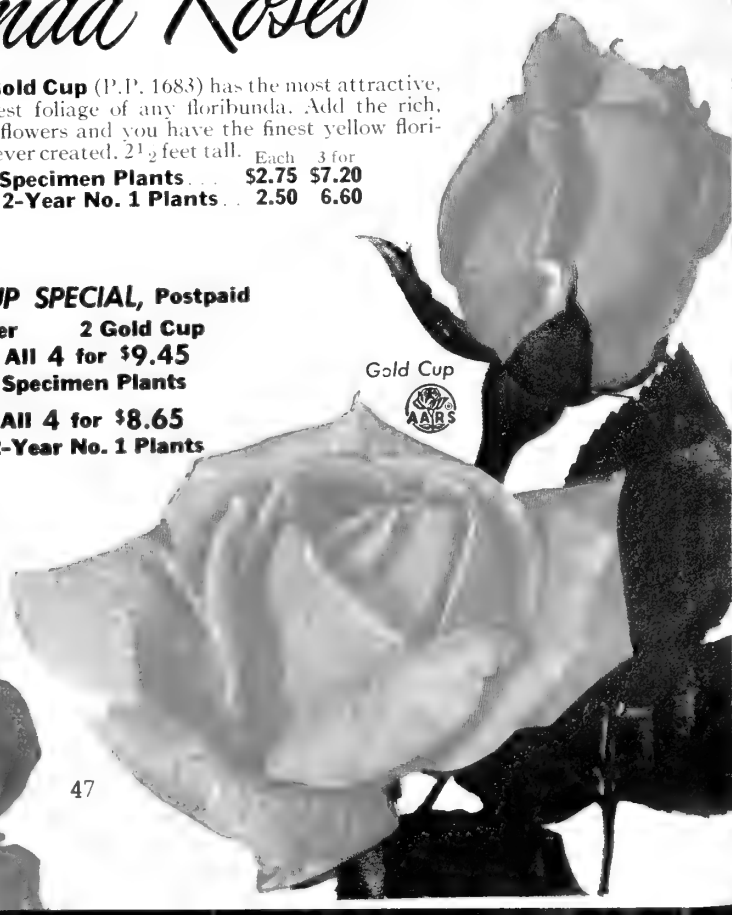 nda Roses
Gold Cup (P.P. 1683) has the most attractive,
est foliage of any floribunda. Add the rich,
flowers and you have the finest yellow flori-
ever created. 2½ feet tall. Each 3 for
Specimen Plants . . . $2.75 $7.20
2-Year No. 1 Plants . . 2.50 6.60
UP SPECIAL, Postpaid
er 2 Gold Cup
All 4 for $9.45
Specimen Plants
All 4 for $8.65
2-Year No. 1 Plants
Gold Cup
AARS
47